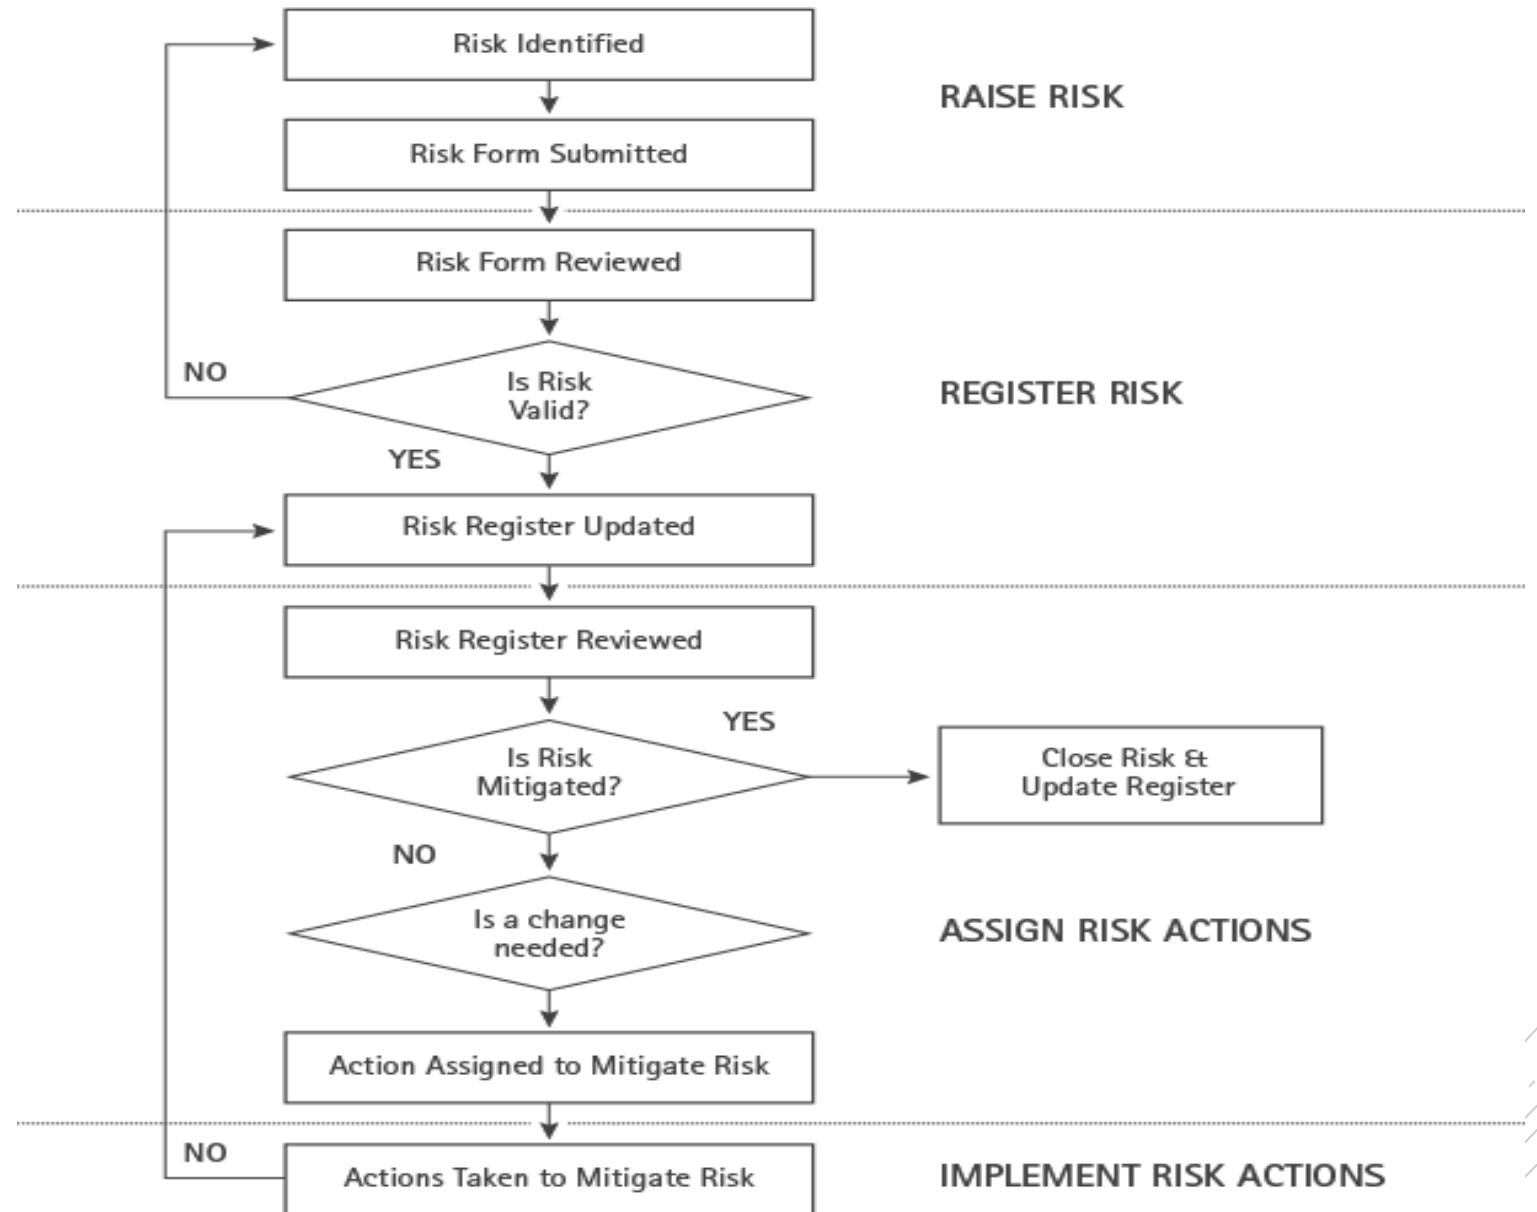 Risk Identified
RAISE RISK
Risk Form Submitted
Risk Form Reviewed
NO
Is Risk
Valid?
REGISTER RISK
YES
Risk Register Updated
Risk Register Reviewed
YES
Is Risk
Mitigated?
Close Risk &
Update Register
NO
Is a change
needed?
ASSIGN RISK ACTIONS
Action Assigned to Mitigate Risk
NO
Actions Taken to Mitigate Risk
IMPLEMENT RISK ACTIONS